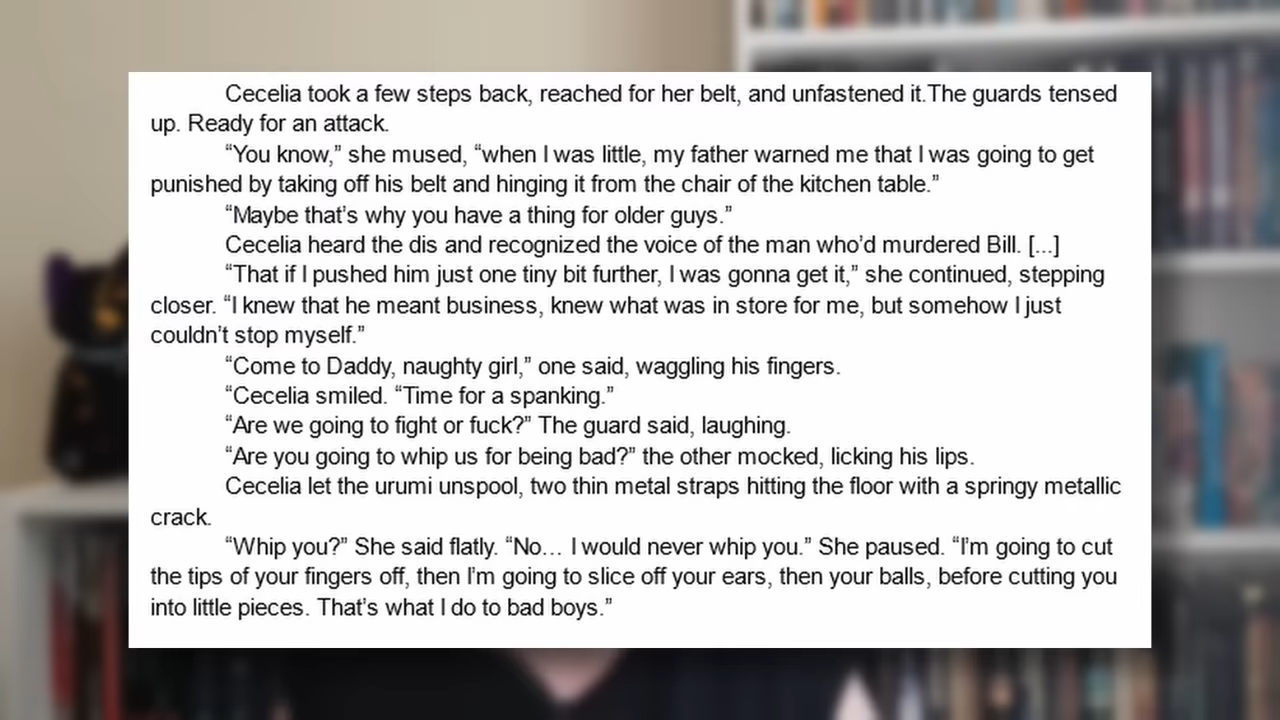 Cecelia took a few steps back, reached for her belt, and unfastened it.The guards tensed
up. Ready for an attack.
“You know,” she mused, “when I was little, my father warned me that I was going to get
punished by taking off his belt and hinging it from the chair of the kitchen table.”
“Maybe that’s why you have a thing for older guys.”
Cecelia heard the dis and recognized the voice of the man who’d murdered Bill. [...]
“That if I pushed him just one tiny bit further, I was gonna get it,” she continued, stepping
closer. “I knew that he meant business, knew what was in store for me, but somehow I just
couldn’t stop myself.”
“Come to Daddy, naughty girl,” one said, waggling his fingers.
“Cecelia smiled. “Time for a spanking.”
“Are we going to fight or fuck?” The guard said, laughing.
“Are you going to whip us for being bad?” the other mocked, licking his lips.
Cecelia let the urumi unspool, two thin metal straps hitting the floor with a springy metallic
crack.
“Whip you?” She said flatly. “No… I would never whip you.” She paused. “I’m going to cut
the tips of your fingers off, then I’m going to slice off your ears, then your balls, before cutting you
into little pieces. That’s what I do to bad boys.”